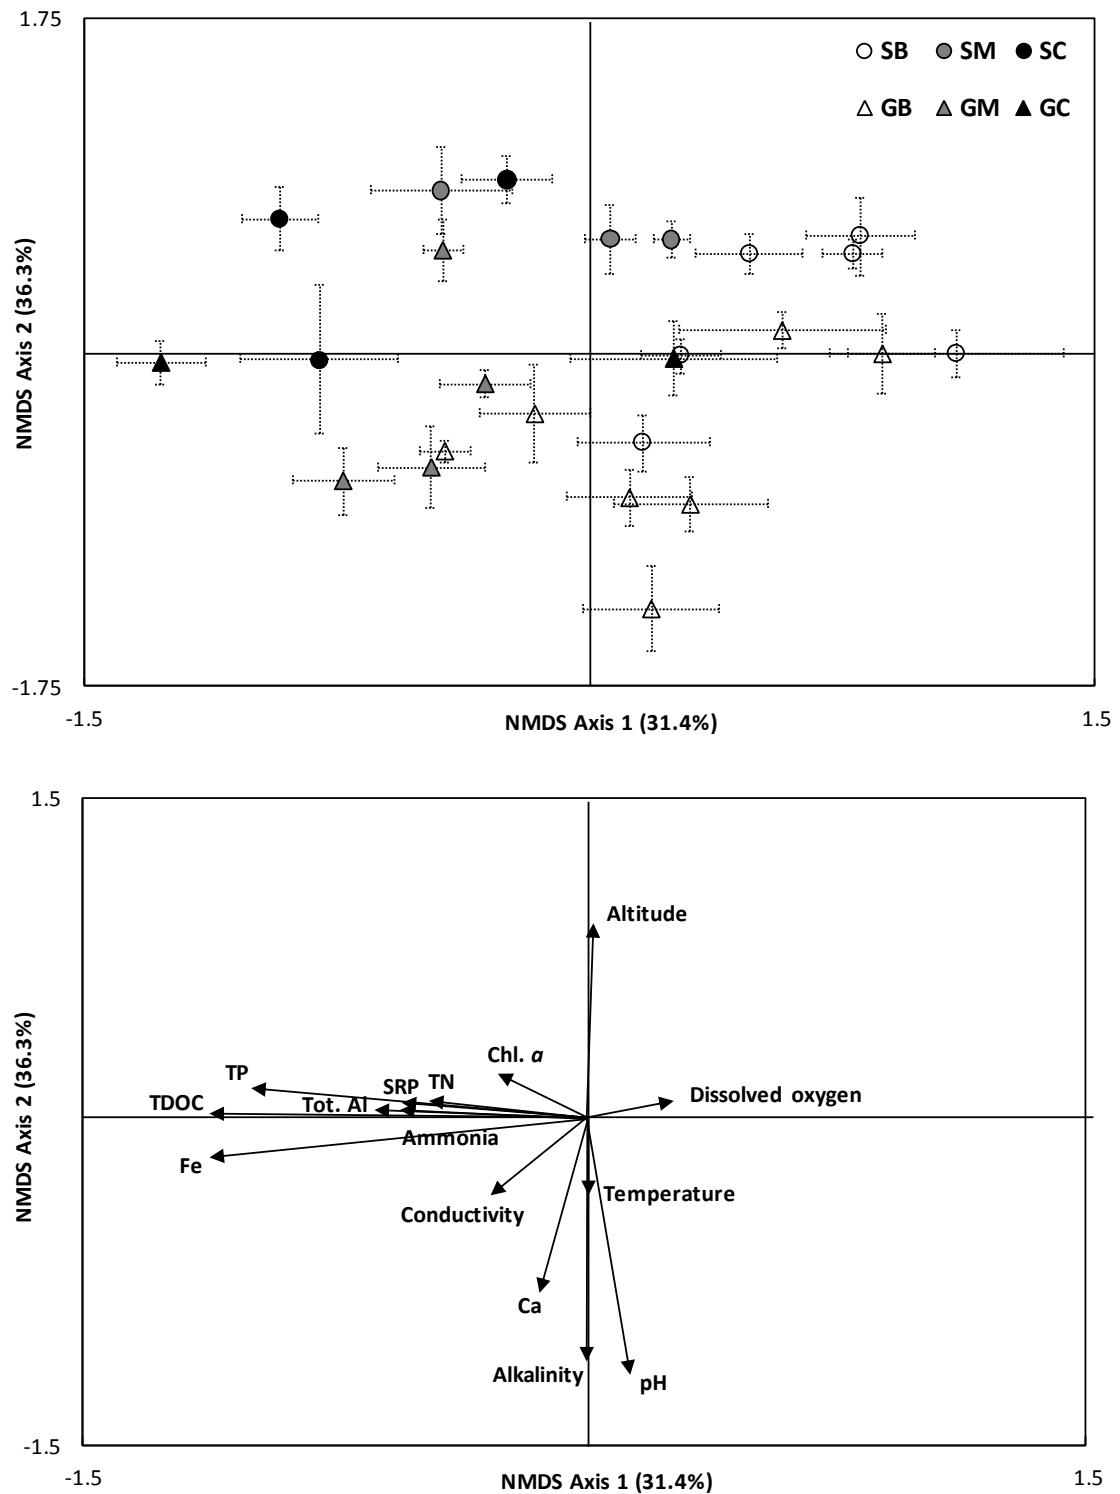 1.75
SB SM SC
GB GM GC
NMDS Axis 2 (36.3%)
-1.75
-1.5 1.5
NMDS Axis 1 (31.4%)
1.5
Altitude
Chl. a
TP SRP TN
Dissolved oxygen
TDOC Tot. Al
Ammonia
Fe
NMDS Axis 2 (36.3%)
Temperature
Conductivity
Ca
Alkalinity pH
-1.5
-1.5 1.5
NMDS Axis 1 (31.4%)